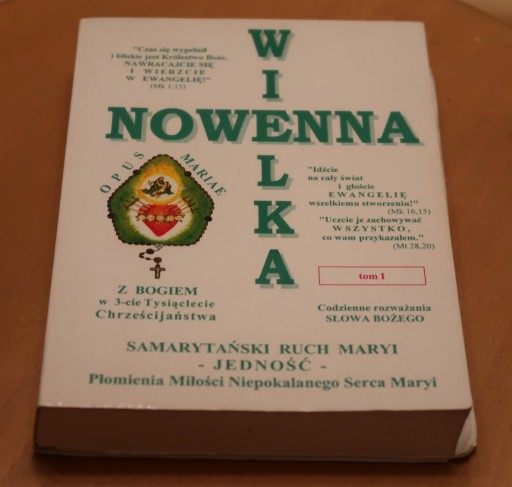 "Czas się wypełnił
i bliskie jest Królestwo Boże.
NAWRACAJCIE SIĘ
I WIERZCIE
W EWANGELIĘ!"
(Mk 1,15)
WIELKA
NOWENNA
OPUS MARIAE
"Idźcie
na cały świat
i głoście
EWANGELIĘ
wszelkiemu stworzeniu!"
(Mk 16,15)
"Uczcie je zachowywać
WSZYSTKO,
co wam przykazałem."
(Mt 28,20)
tom I
Z BOGIEM
w 3-cie Tysiąclecie
Chrześcijaństwa
Codzienne rozważania
SŁOWA BOŻEGO
SAMARYTAŃSKI RUCH MARYI
- JEDNOŚĆ -
Płomienia Miłości Niepokalanego Serca Maryi